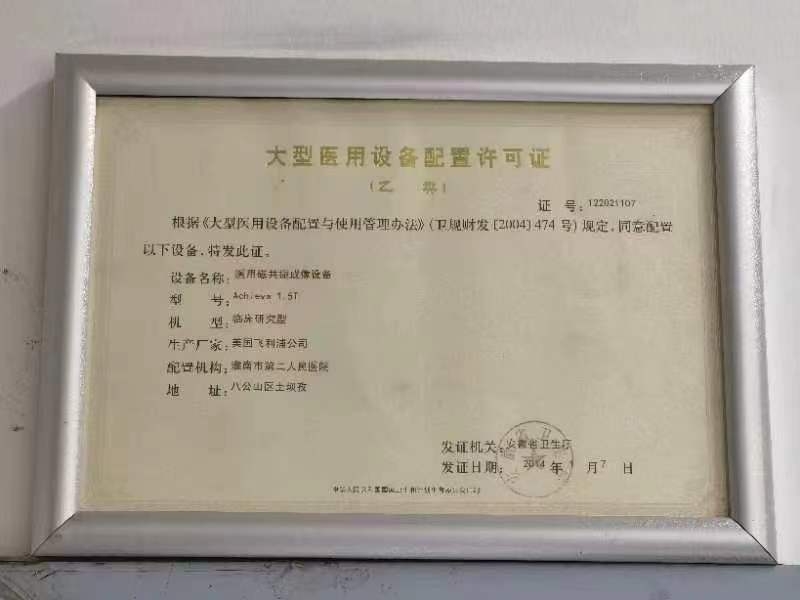 大型医用设备配置许可证
(乙类)
证 号:122021107
根据《大型医用设备配置与使用管理办法》(卫规财发[2004]474号)规定,同意配置
以下设备,特发此证。
设备名称:医用磁共振成像设备
型 号:Achieva 1.5T
机 型:临床研究型
生产厂家:美国飞利浦公司
配置机构:淮南市第二人民医院
地 址:八公山区土坝孜
发证机关:安徽省卫生厅
发证日期:2014年1月7日